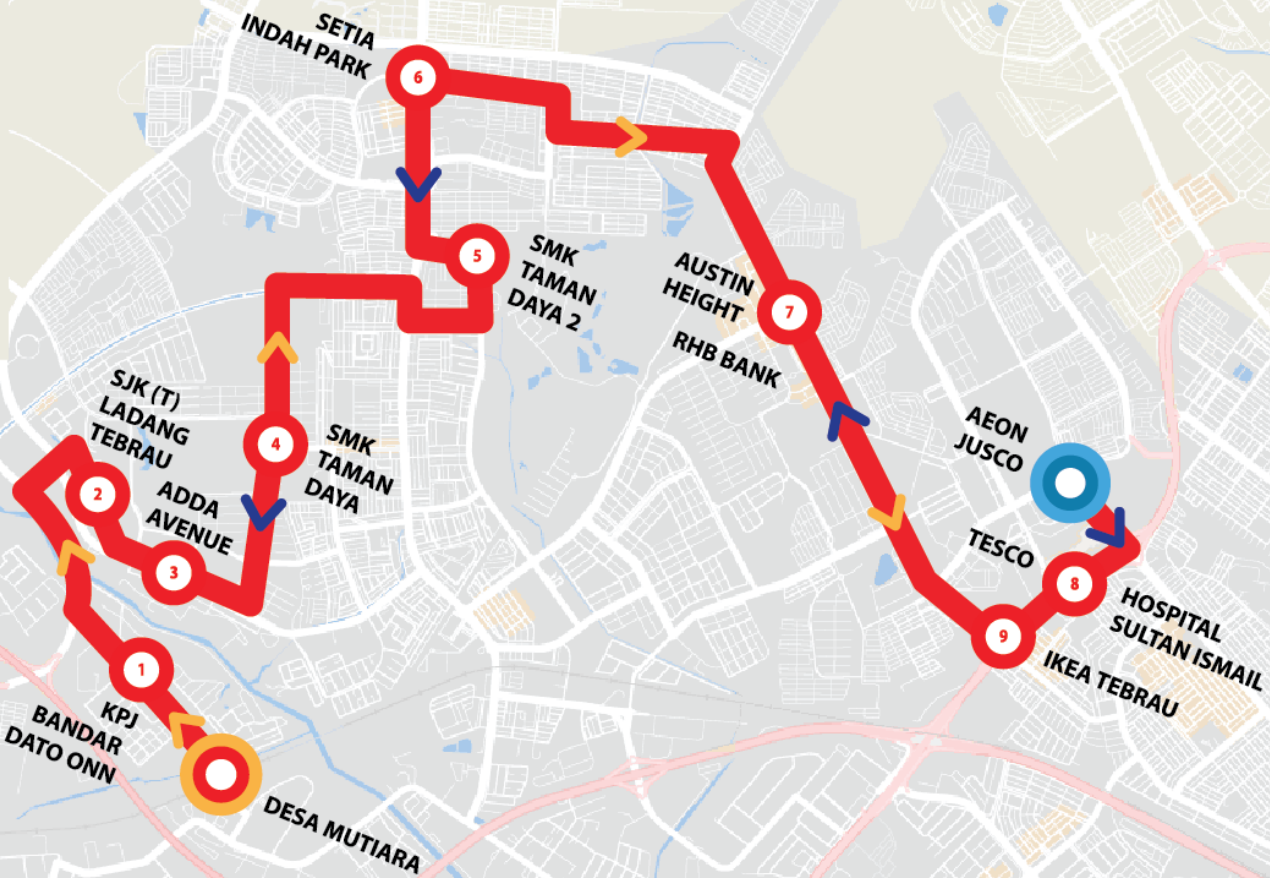 SETIA
INDAH PARK
6
SMK
TAMAN
DAYA 2
5
AUSTIN
HEIGHT
7
RHB BANK
SJK (T)
LADANG
TEBRAU
2
ADDA
AVENUE
3
4
SMK
TAMAN
DAYA
AEON
JUSCO
TESCO
8
HOSPITAL
SULTAN ISMAIL
9
IKEA TEBRAU
1
KPJ
BANDAR
DATO ONN
DESA MUTIARA